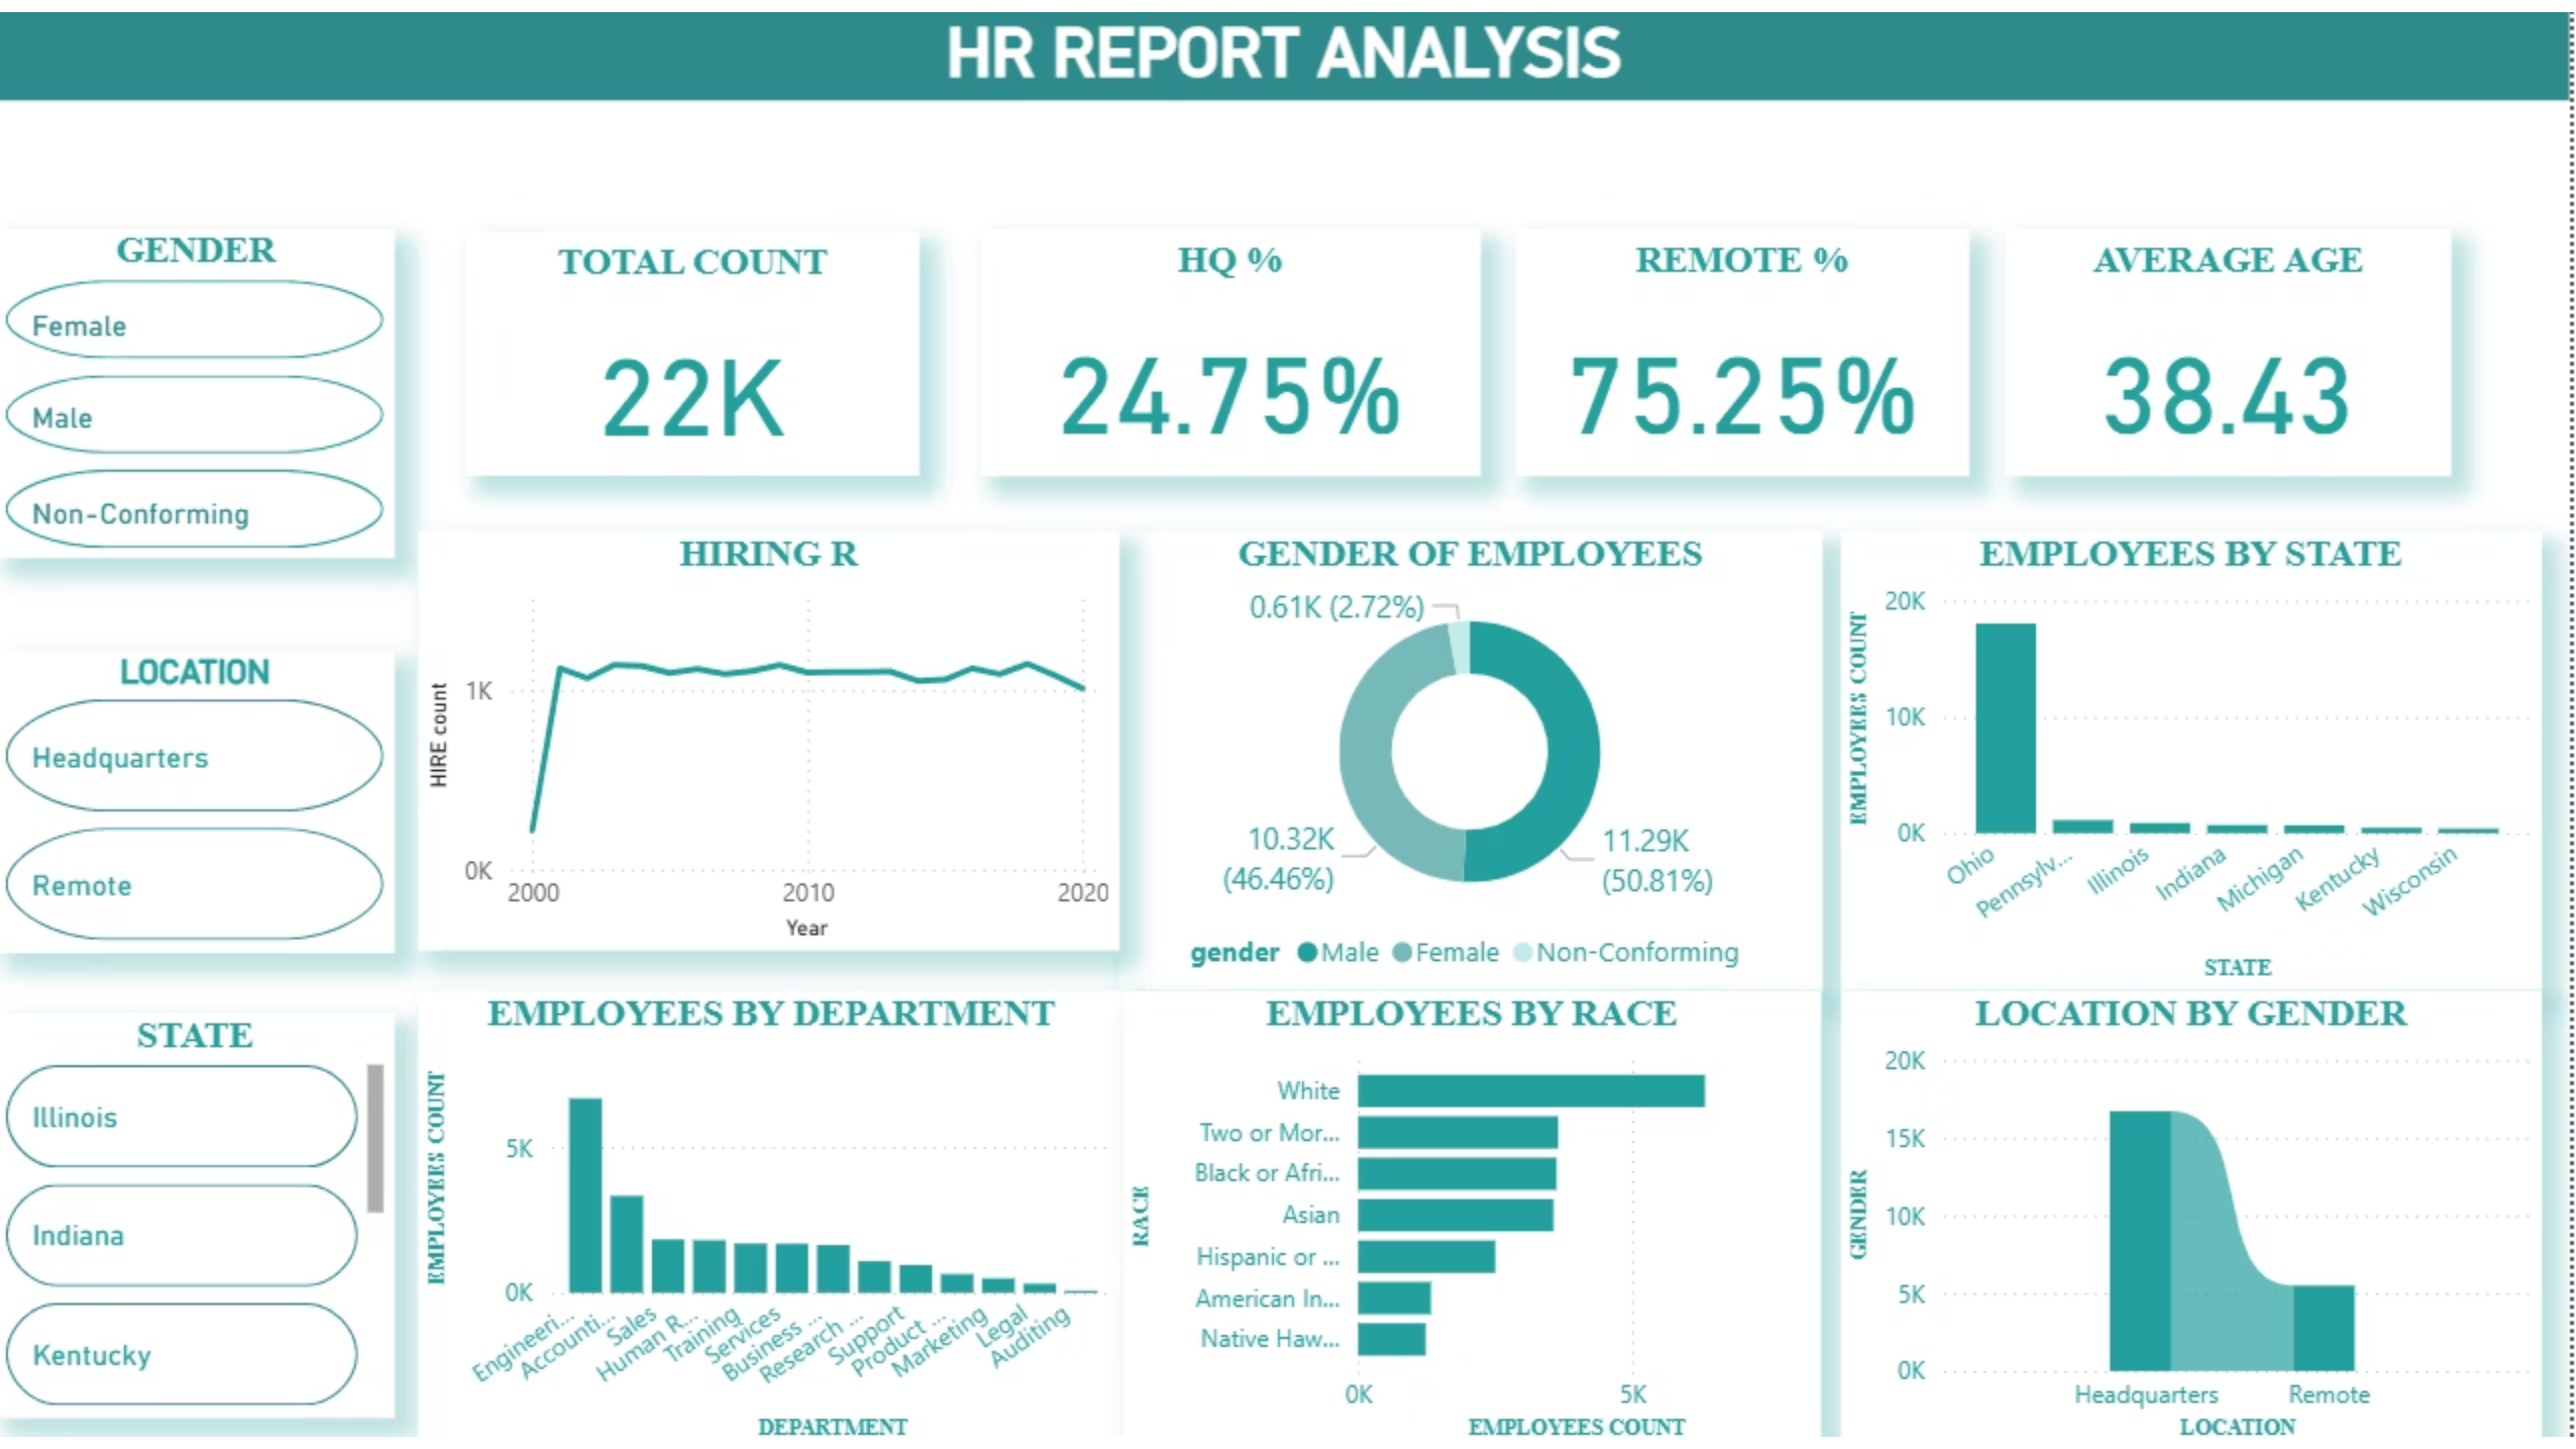 HR REPORT ANALYSIS
GENDER
Female
Male
Non-Conforming
TOTAL COUNT
22K
HQ %
24.75%
REMOTE %
75.25%
AVERAGE AGE
38.43
LOCATION
Headquarters
Remote
STATE
Illinois
Indiana
Kentucky
HIRING R
HIRE count
1K
0K
2000
2010
2020
Year
GENDER OF EMPLOYEES
0.61K (2.72%)
10.32K
(46.46%)
11.29K
(50.81%)
gender Male Female Non-Conforming
EMPLOYEES BY STATE
EMPLOYEES COUNT
20K
10K
0K
Ohio
Pennsylv...
Illinois
Indiana
Michigan
Kentucky
Wisconsin
STATE
EMPLOYEES BY DEPARTMENT
EMPLOYEES COUNT
5K
0K
Engineeri...
Accounti...
Sales
Human R...
Training
Services
Business ...
Research ...
Support
Product ...
Marketing
Legal
Auditing
DEPARTMENT
EMPLOYEES BY RACE
RACE
White
Two or Mor...
Black or Afri...
Asian
Hispanic or ...
American In...
Native Haw...
0K
5K
EMPLOYEES COUNT
LOCATION BY GENDER
GENDER
20K
15K
10K
5K
0K
Headquarters
Remote
LOCATION